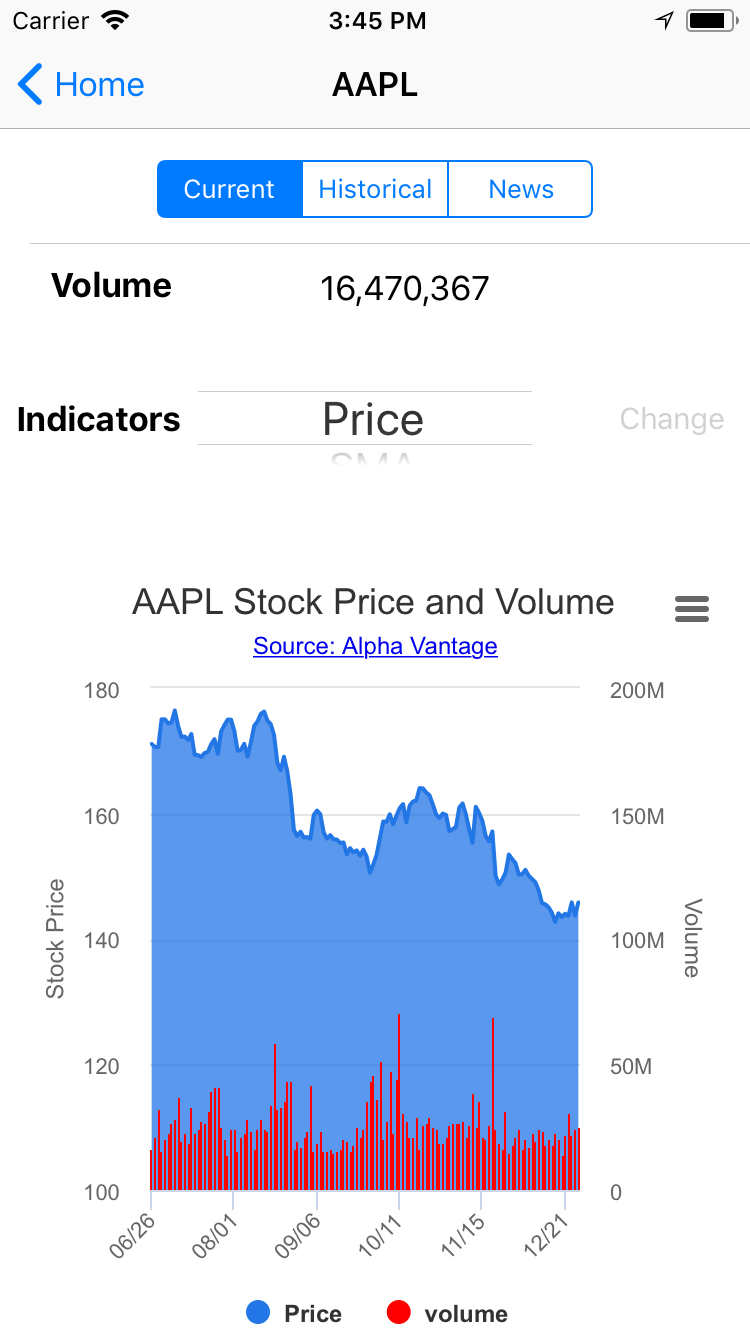 Carrier 3:45 PM
Home AAPL
Current Historical News
Volume 16,470,367
Indicators Price Change
SMA
AAPL Stock Price and Volume
Source: Alpha Vantage
180 200M
160 150M
Stock Price Volume
140 100M
120 50M
100 0
06/26 08/01 09/06 10/11 11/15 12/21
Price volume